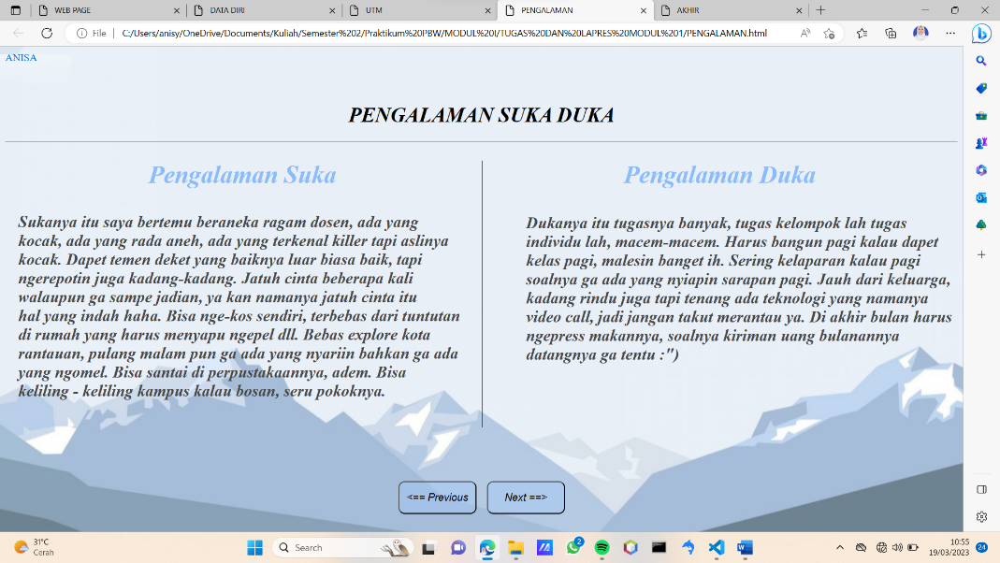 WEB PAGE
DATA DIRI
UTM
PENGALAMAN
AKHIR
File
C:/Users/anisy/OneDrive/Documents/Kuliah/Semester%202/Praktikum%20PBW/MODUL%20I/TUGAS%20DAN%20LAPRES%20MODUL%201/PENGALAMAN.html
ANISA
PENGALAMAN SUKA DUKA
Pengalaman Suka
Sukanya itu saya bertemu beraneka ragam dosen, ada yang
kocak, ada yang rada aneh, ada yang terkenal killer tapi aslinya
kocak. Dapet temen deket yang baiknya luar biasa baik, tapi
ngerepotin juga kadang-kadang. Jatuh cinta beberapa kali
walaupun ga sampe jadian, ya kan namanya jatuh cinta itu
hal yang indah haha. Bisa nge-kos sendiri, terbebas dari tuntutan
di rumah yang harus menyapu ngepel dll. Bebas explore kota
rantauan, pulang malam pun ga ada yang nyariin bahkan ga ada
yang ngomel. Bisa santai di perpustakaannya, adem. Bisa
keliling - keliling kampus kalau bosan, seru pokoknya.
Pengalaman Duka
Dukanya itu tugasnya banyak, tugas kelompok lah tugas
individu lah, macem-macem. Harus bangun pagi kalau dapet
kelas pagi, malesin banget ih. Sering kelaparan kalau pagi
soalnya ga ada yang nyiapin sarapan pagi. Jauh dari keluarga,
kadang rindu juga tapi tenang ada teknologi yang namanya
video call, jadi jangan takut merantau ya. Di akhir bulan harus
ngepress makannya, soalnya kiriman uang bulanannya
datangnya ga tentu :")
<== Previous
Next ==>
31°C
Cerah
Search
2
10:55
19/03/2023
24